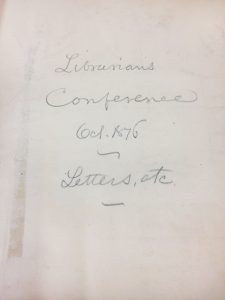 Librarians
Conference
Oct. 1876
Letters, etc.